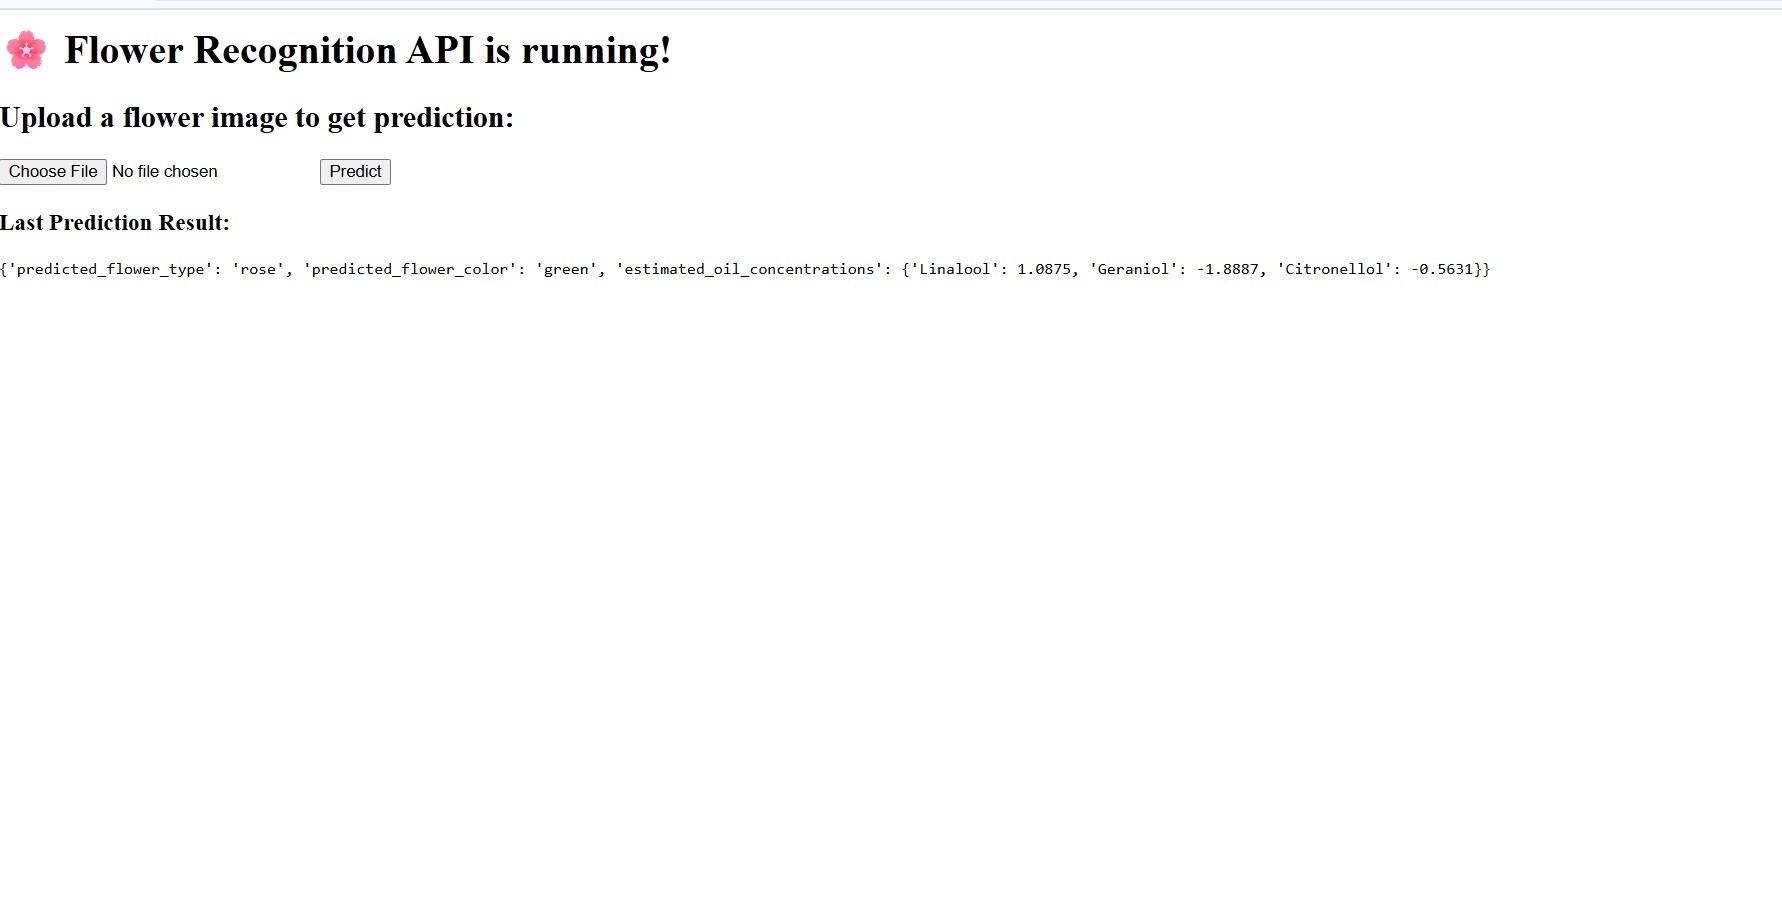 🌸 Flower Recognition API is running!
Upload a flower image to get prediction:
Choose File No file chosen Predict
Last Prediction Result:
{'predicted_flower_type': 'rose', 'predicted_flower_color': 'green', 'estimated_oil_concentrations': {'Linalool': 1.0875, 'Geraniol': -1.8887, 'Citronellol': -0.5631}}